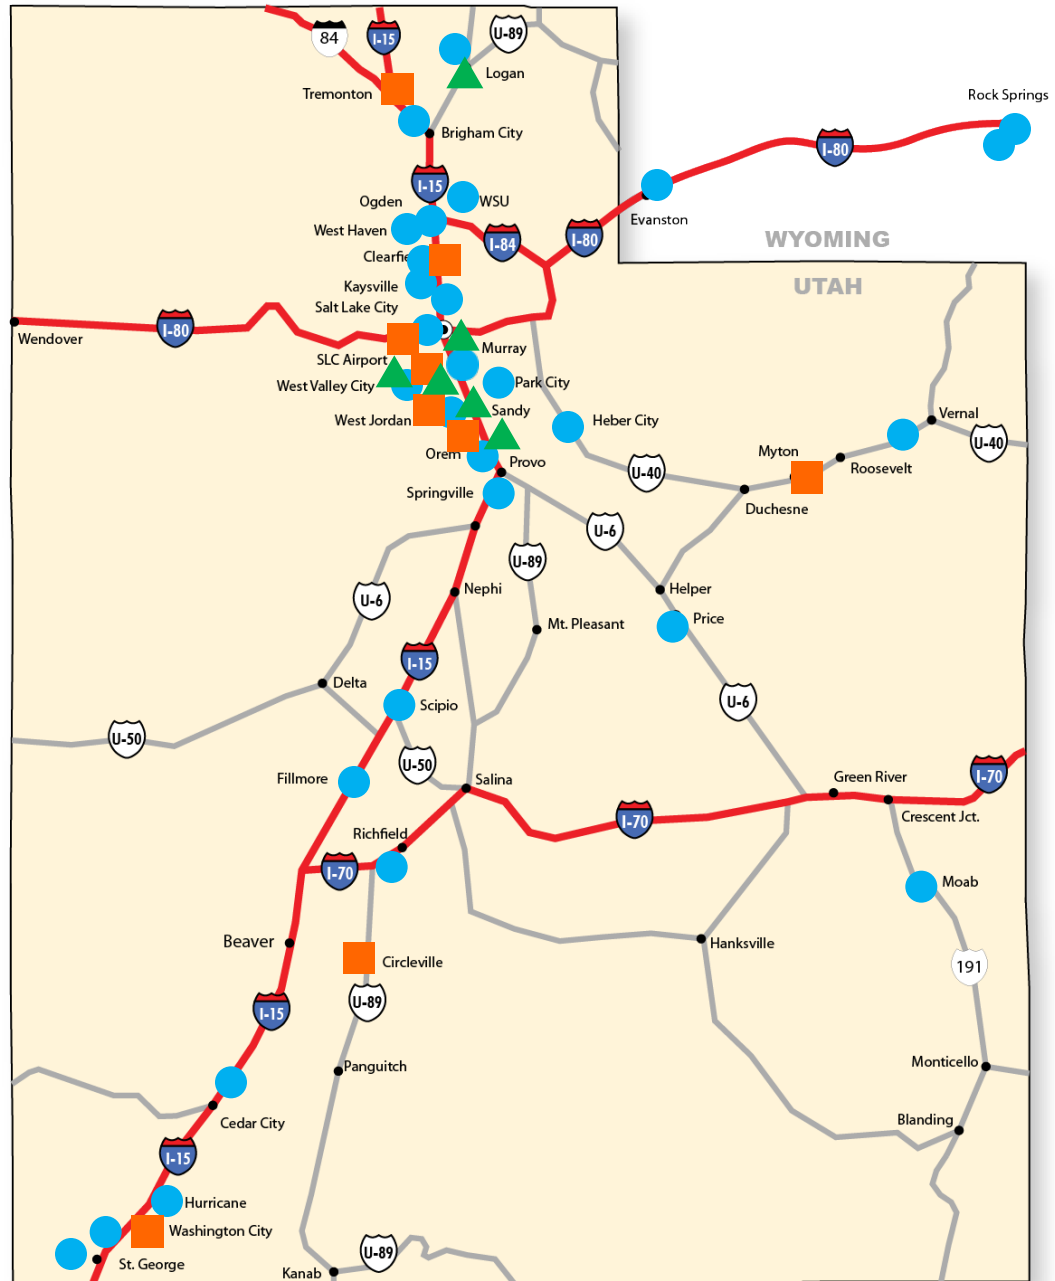 84
I-15
U-89
Logan
Tremonton
Rock Springs
Brigham City
I-80
I-15
Ogden
WSU
Evanston
West Haven
I-84
I-80
WYOMING
Clearfie
UTAH
Kaysville
Salt Lake City
I-80
Wendover
Murray
SLC Airport
West Valley City
Park City
Sandy
West Jordan
Heber City
Vernal
U-40
Orem
Provo
Myton
Roosevelt
U-40
Springville
Duchesne
U-6
U-89
Nephi
Helper
U-6
Price
Mt. Pleasant
I-15
Delta
Scipio
U-6
U-50
U-50
Fillmore
Salina
Green River
I-70
Crescent Jct.
I-70
Richfield
I-70
Moab
Beaver
Hanksville
Circleville
191
U-89
I-15
Monticello
Panguitch
Blanding
Cedar City
I-15
Hurricane
Washington City
St. George
U-89
Kanab